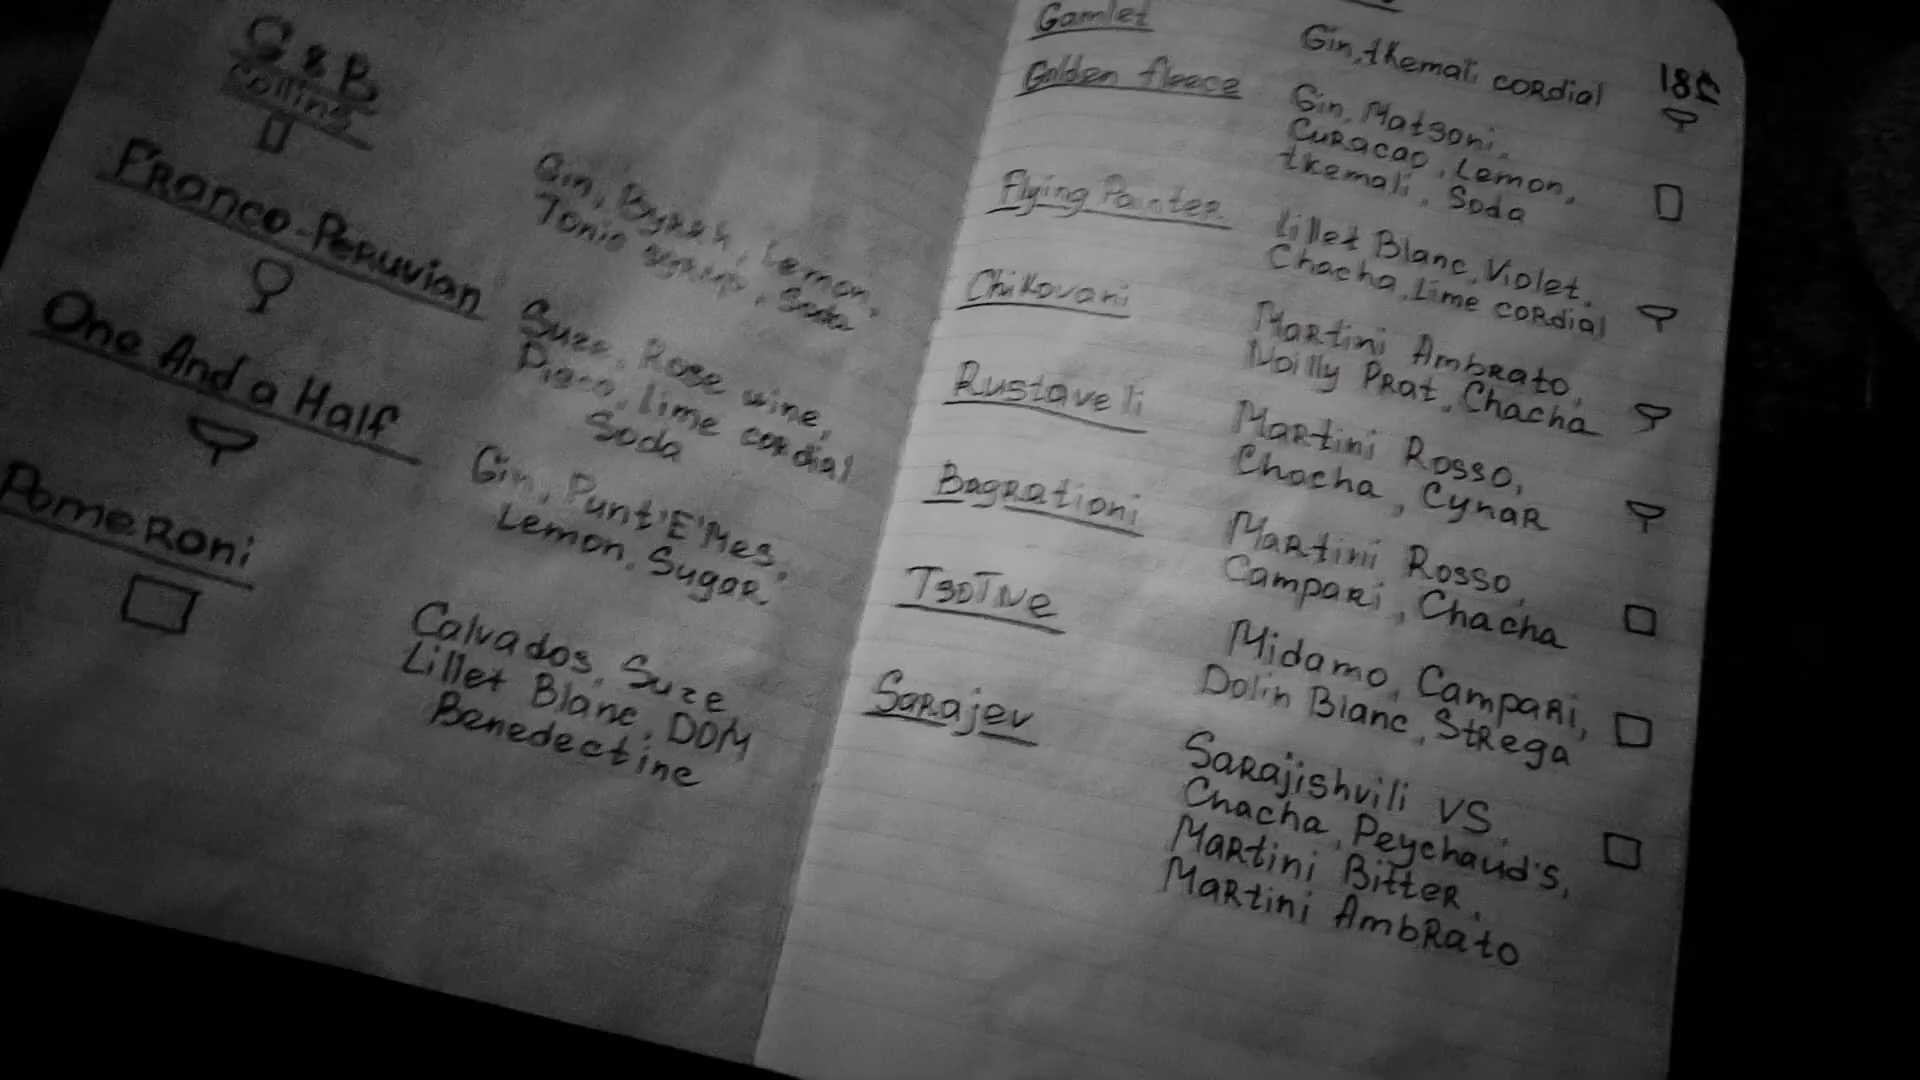 G & B
Collins
Gin, Byrrh, Lemon,
Tonic syrup, Soda
Franco-Peruvian
Suze, Rose wine,
Pisco, lime cordial
Soda
One And a Half
Gin, Punt'E'Mes,
Lemon, Sugar
PomeRoni
Calvados, Suze
Lillet Blanc, DOM
Benedectine
Gamlet
Gin, tkemali cordial
18₾
Golden fleece
Gin, Matsoni,
Curacao, Lemon,
tkemali, Soda
Flying Painter
Lillet Blanc, Violet,
Chacha, Lime cordial
Chikovani
Martini Ambrato,
Noilly Prat, Chacha
Rustaveli
Martini Rosso,
Chacha, Cynar
Bagrationi
Martini Rosso,
Campari, Chacha
Midamo, Campari,
Dolin Blanc, Strega
Sarajev
Sarajishvili VS,
Chacha, Peychaud's,
Martini Bitter,
Martini Ambrato